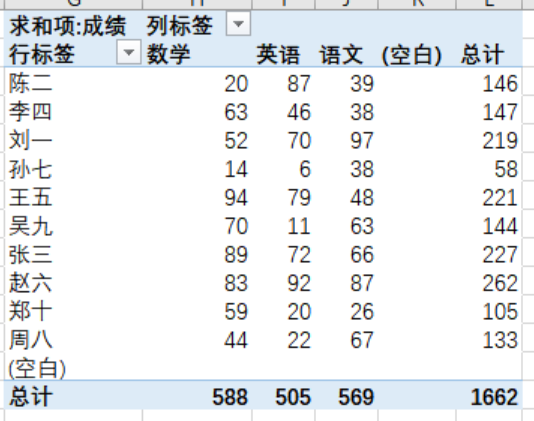 求和项:成绩 列标签
行标签 数学 英语 语文 (空白) 总计
陈二 20 87 39 146
李四 63 46 38 147
刘一 52 70 97 219
孙七 14 6 38 58
王五 94 79 48 221
吴九 70 11 63 144
张三 89 72 66 227
赵六 83 92 87 262
郑十 59 20 26 105
周八 44 22 67 133
(空白)
总计 588 505 569 1662